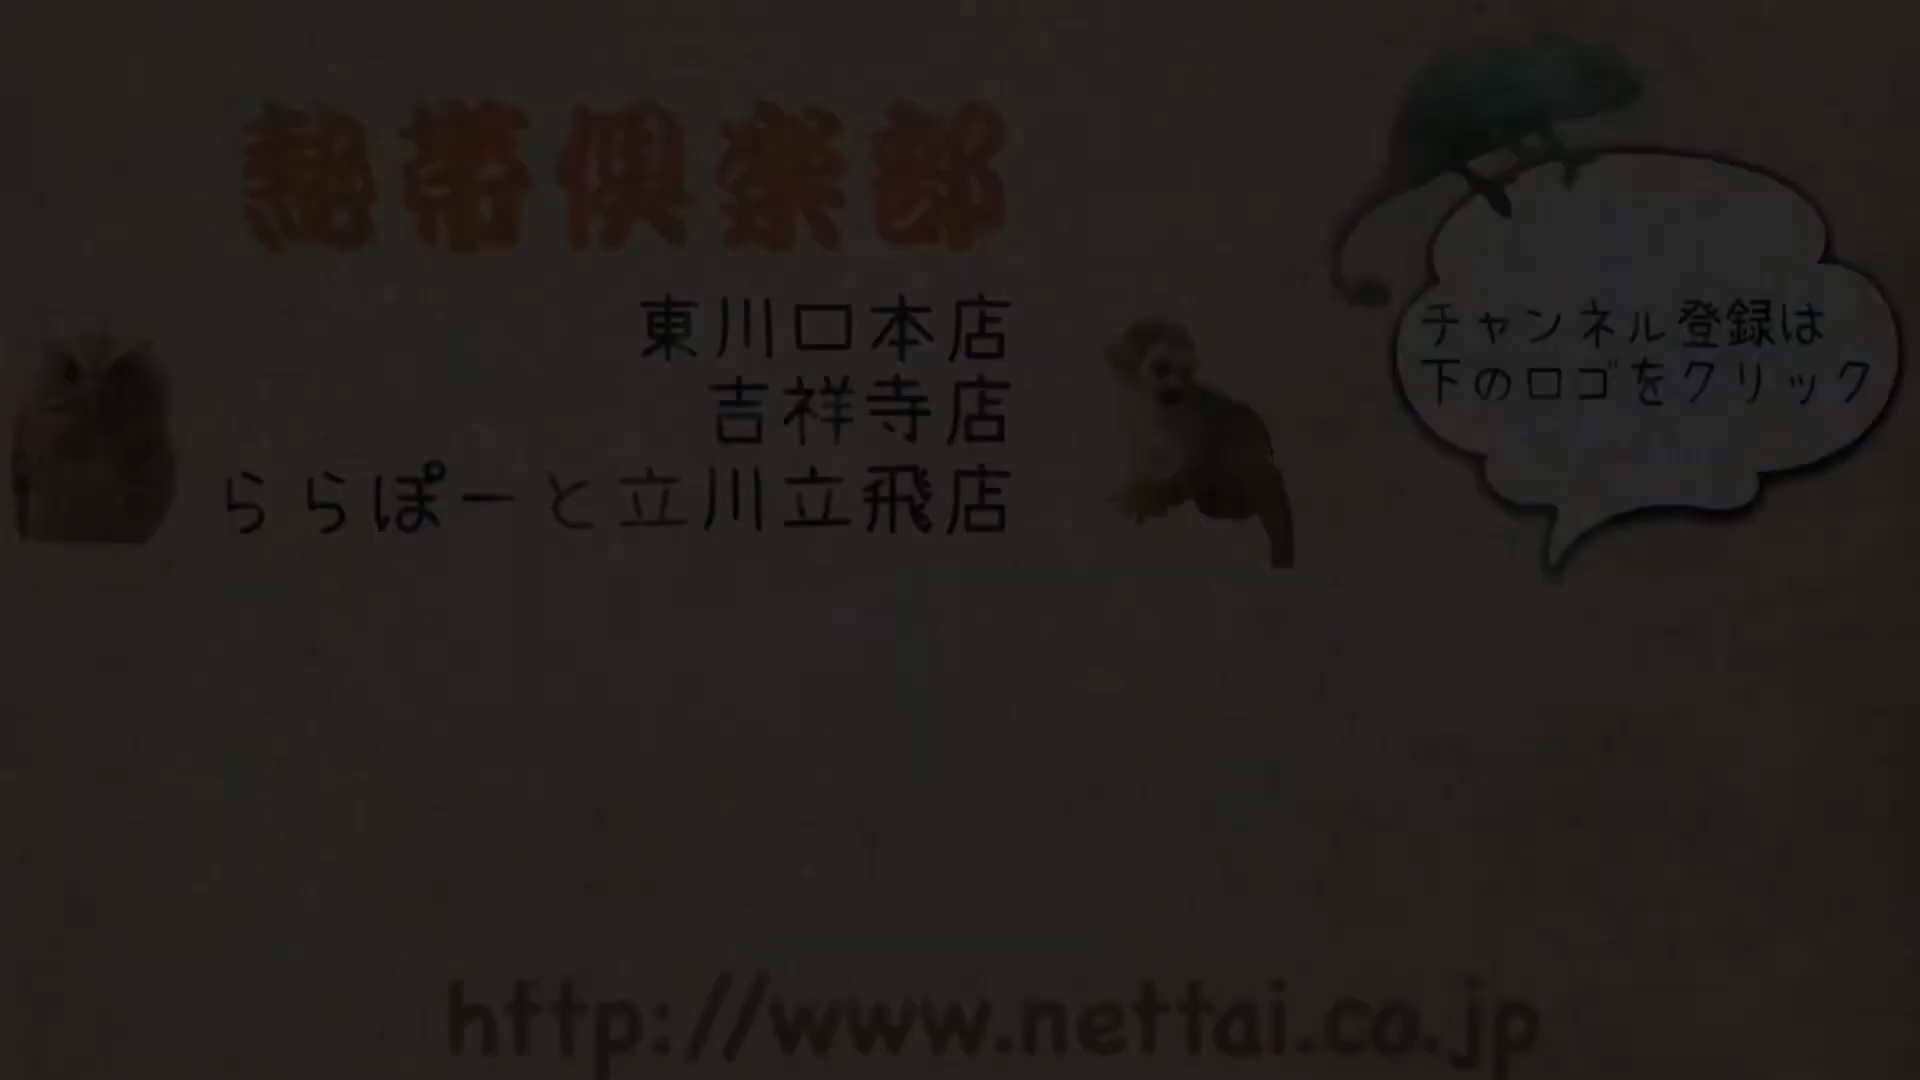 熱帯倶楽部
東川口本店
吉祥寺店
ららぽーと立川立飛店
チャンネル登録は
下のロゴをクリック
http://www.nettai.co.jp